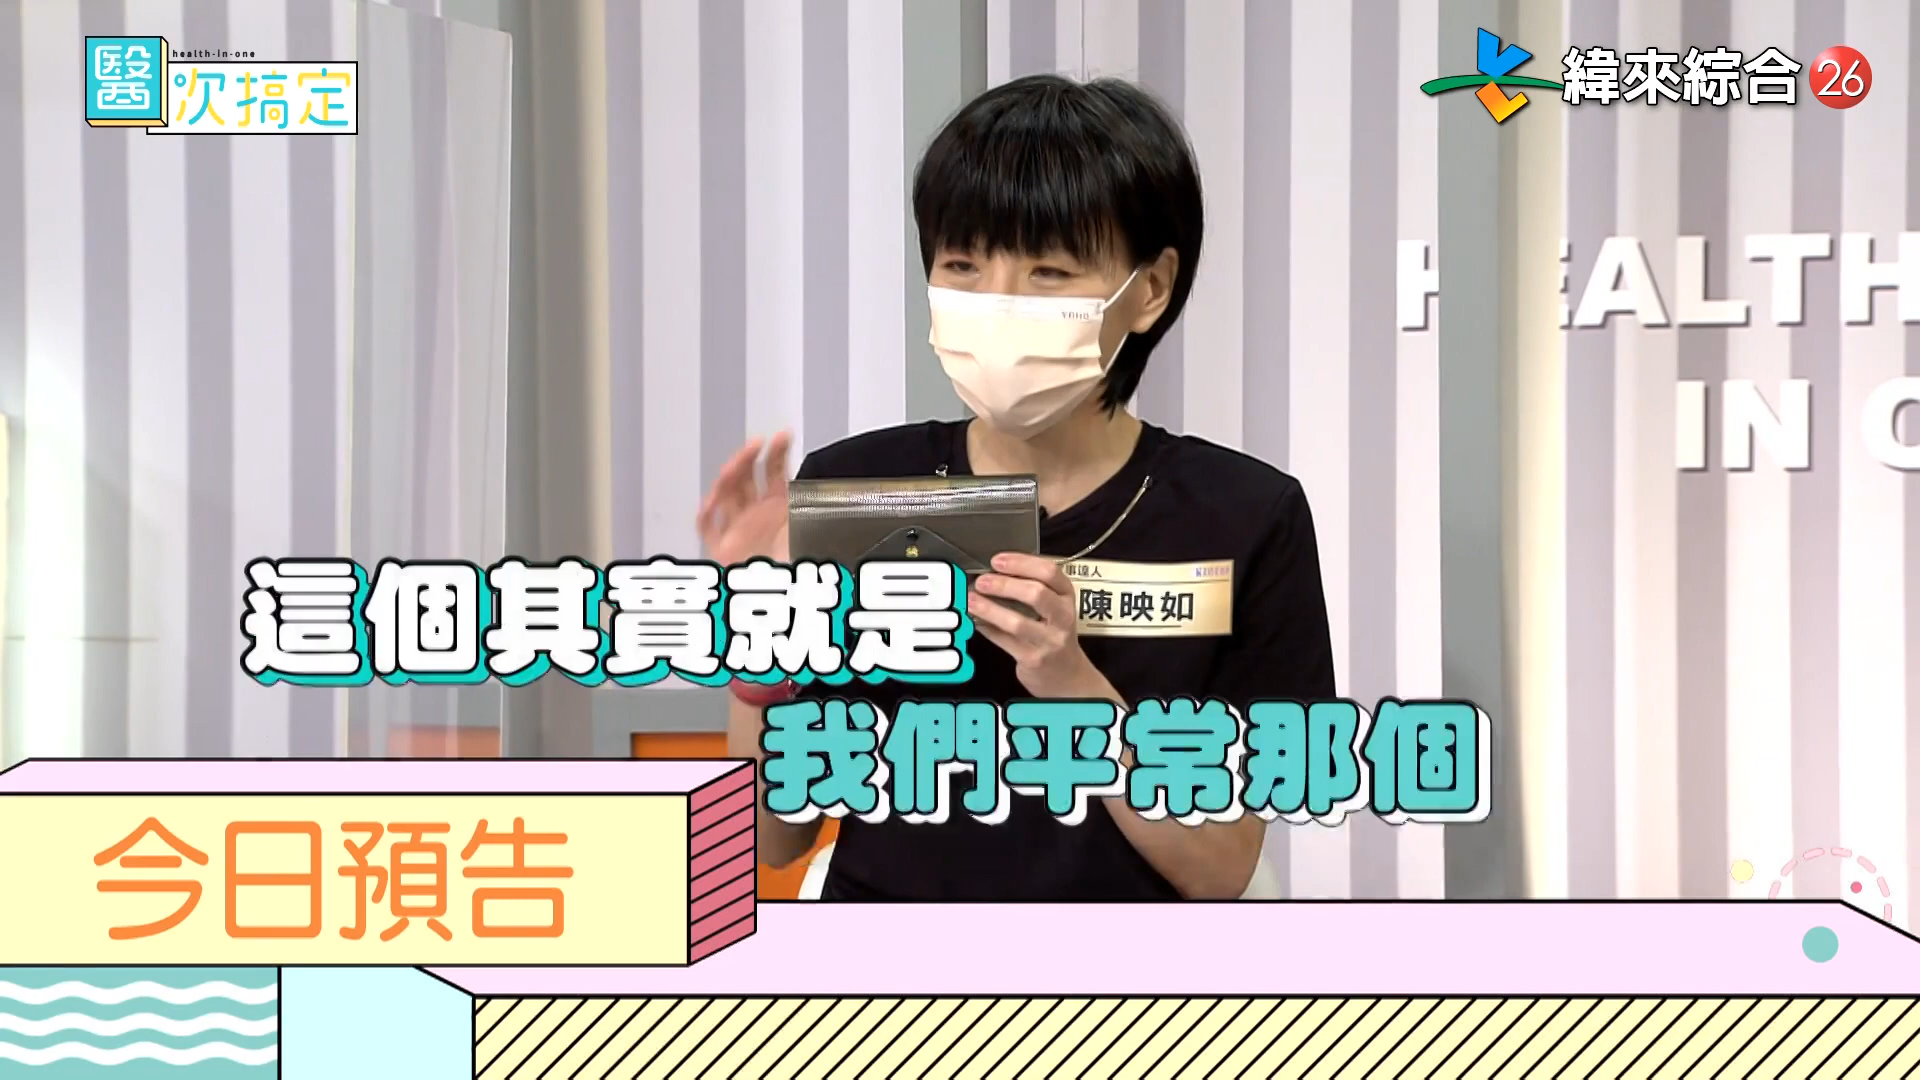 health-in-one
醫次搞定
緯來綜合 26
HEALTH
IN O
YAHO
事達人
陳映如
這個其實就是
我們平常那個
今日預告